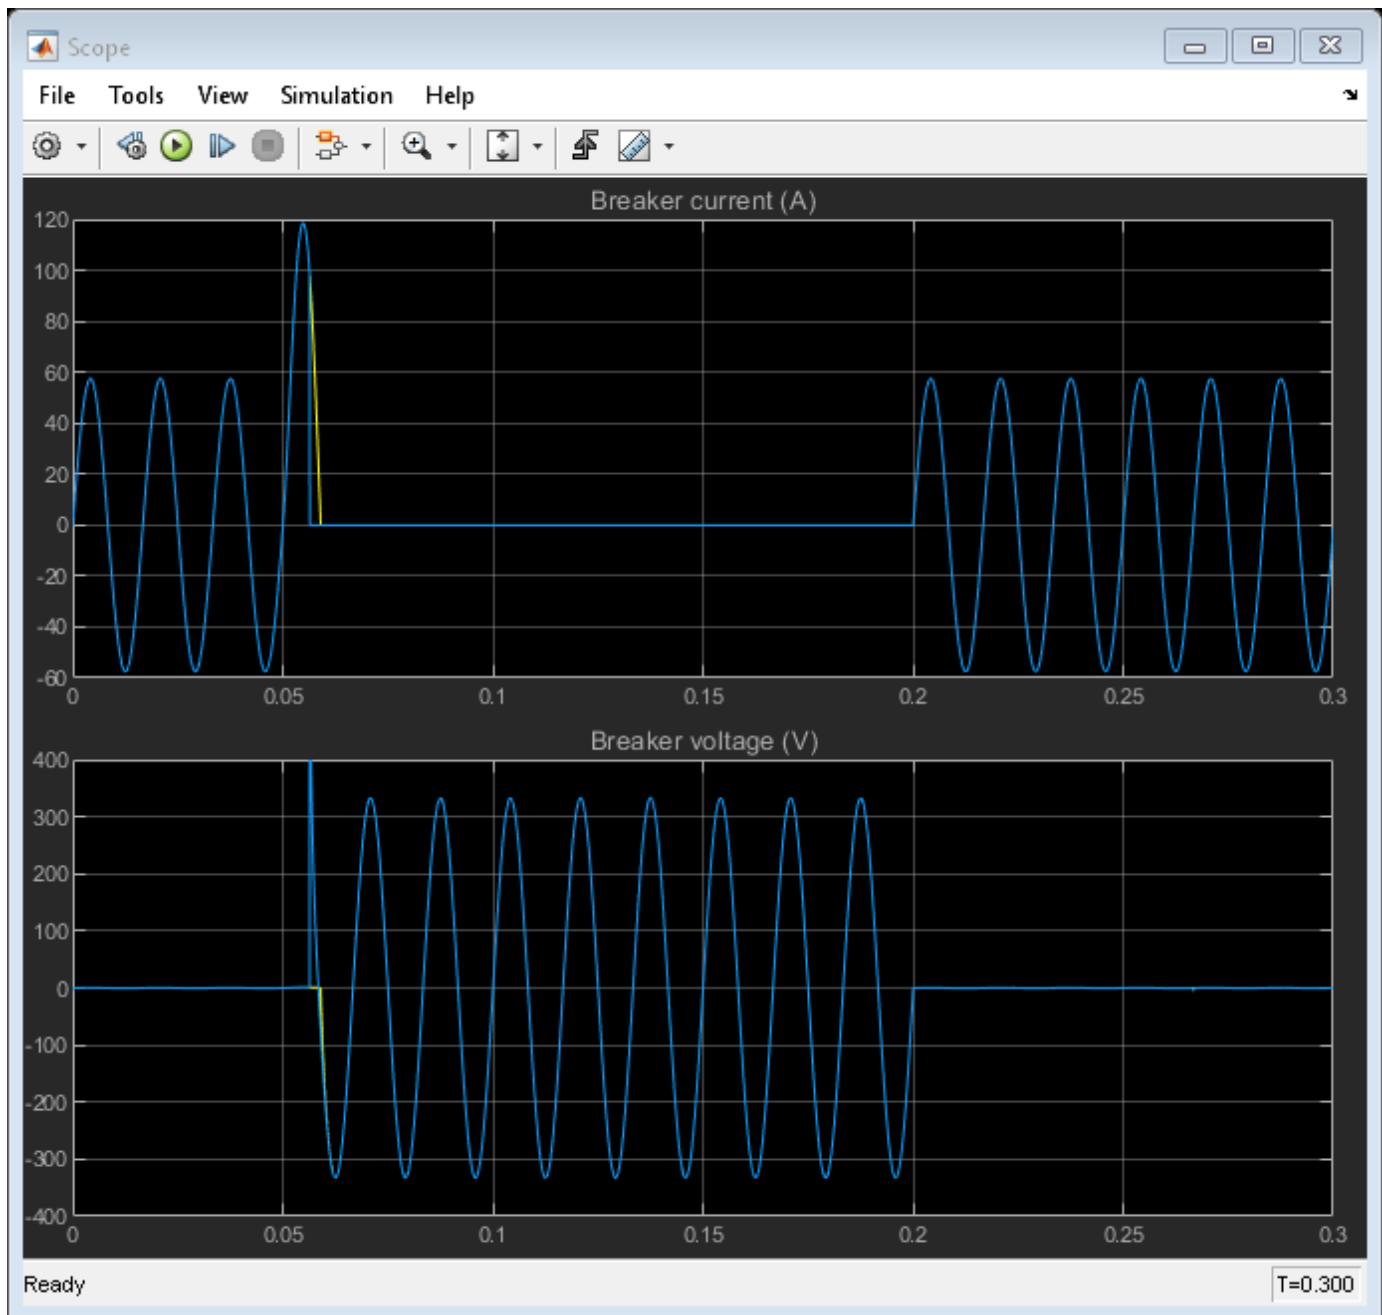 Scope
File Tools View Simulation Help
Breaker current (A)
120
100
80
60
40
20
0
-20
-40
-60
0 0.05 0.1 0.15 0.2 0.25 0.3
Breaker voltage (V)
400
300
200
100
0
-100
-200
-300
-400
0 0.05 0.1 0.15 0.2 0.25 0.3
Ready T=0.300